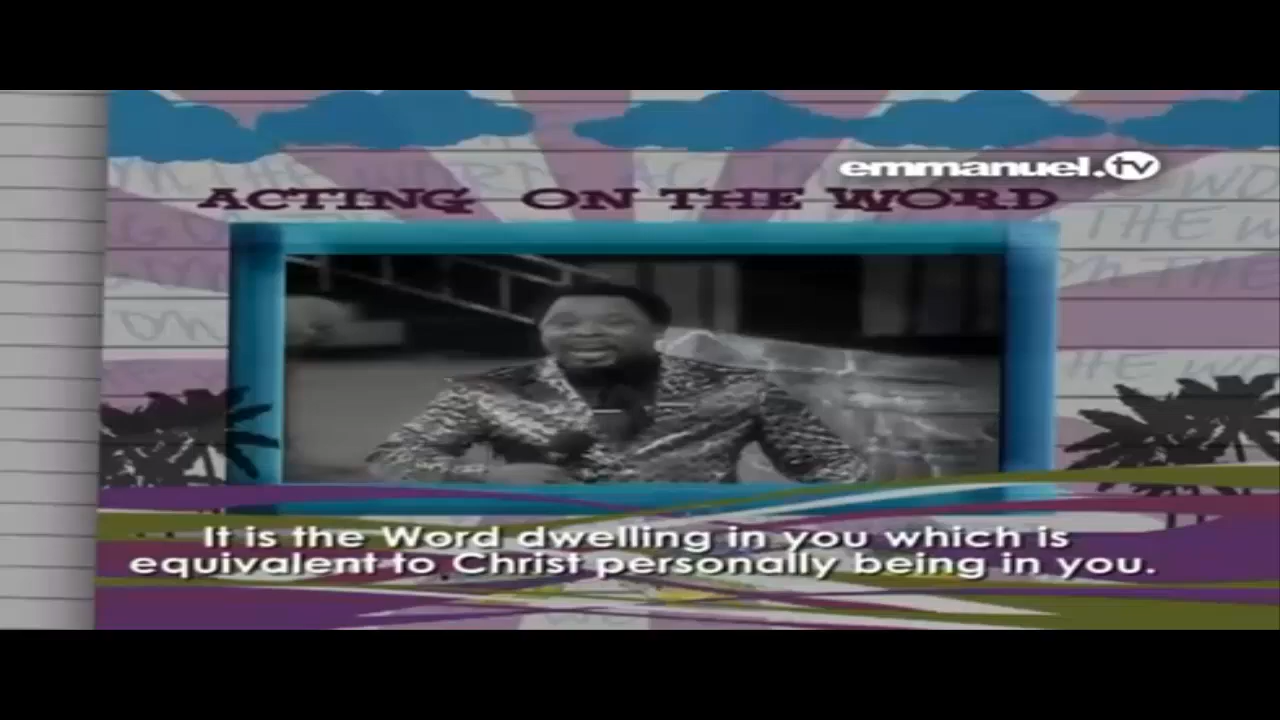 emmanuel.tv
ACTING ON THE WORD
It is the Word dwelling in you which is
equivalent to Christ personally being in you.